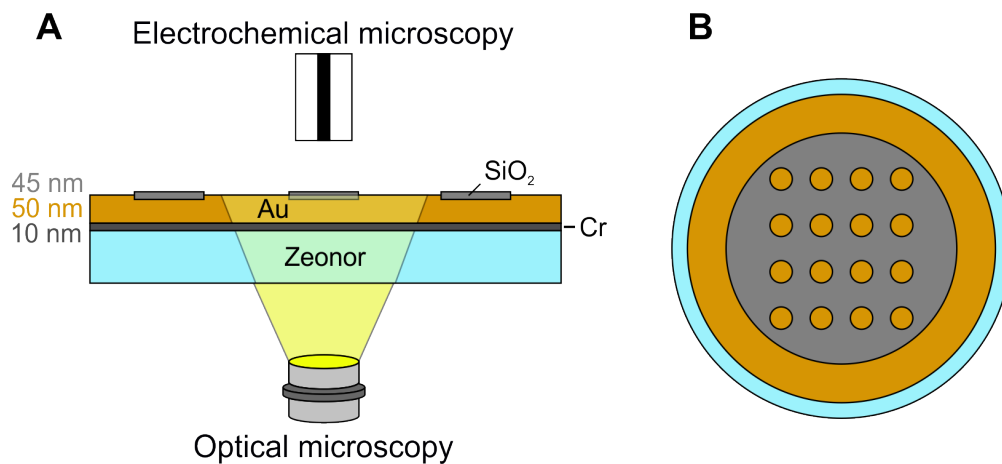 A
B
Electrochemical microscopy
SiO₂
45 nm
50 nm
Au
10 nm
Cr
Zeonor
Optical microscopy